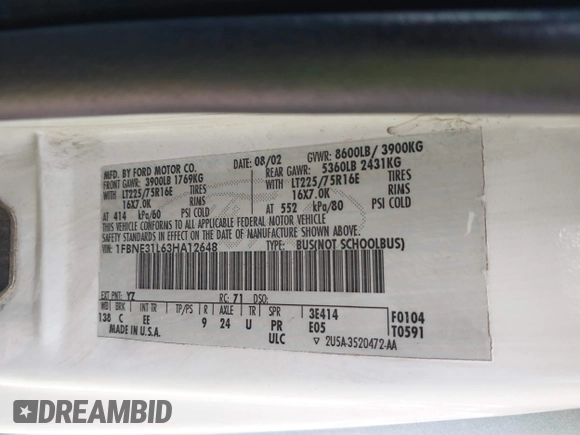 MFD. BY FORD MOTOR CO.
DATE: 08/02
GVWR: 8600LB/ 3900KG
FRONT GAWR: 3900LB 1769KG
REAR GAWR: 5360LB 2431KG
WITH LT225/75R16E TIRES
WITH LT225/75R16E TIRES
16X7.0K RIMS
16X7.0K RIMS
AT 414 kPa/60 PSI COLD
AT 552 kPa/80 PSI COLD
THIS VEHICLE CONFORMS TO ALL APPLICABLE FEDERAL MOTOR VEHICLE
SAFETY STANDARDS IN EFFECT ON THE DATE OF MANUFACTURE SHOWN ABOVE.
VIN: 1FBNE31L63HA12648
TYPE: BUS(NOT SCHOOLBUS)
EXT PNT: YZ
RC: 71 DSO:
WB BRK INT TR TP/PS R AXLE TR SPR
3E414 F0104
138 C EE 9 24 U PR
E05 T0591
MADE IN U.S.A.
ULC
▽ 2U5A-3520472-AA
DREAMBID